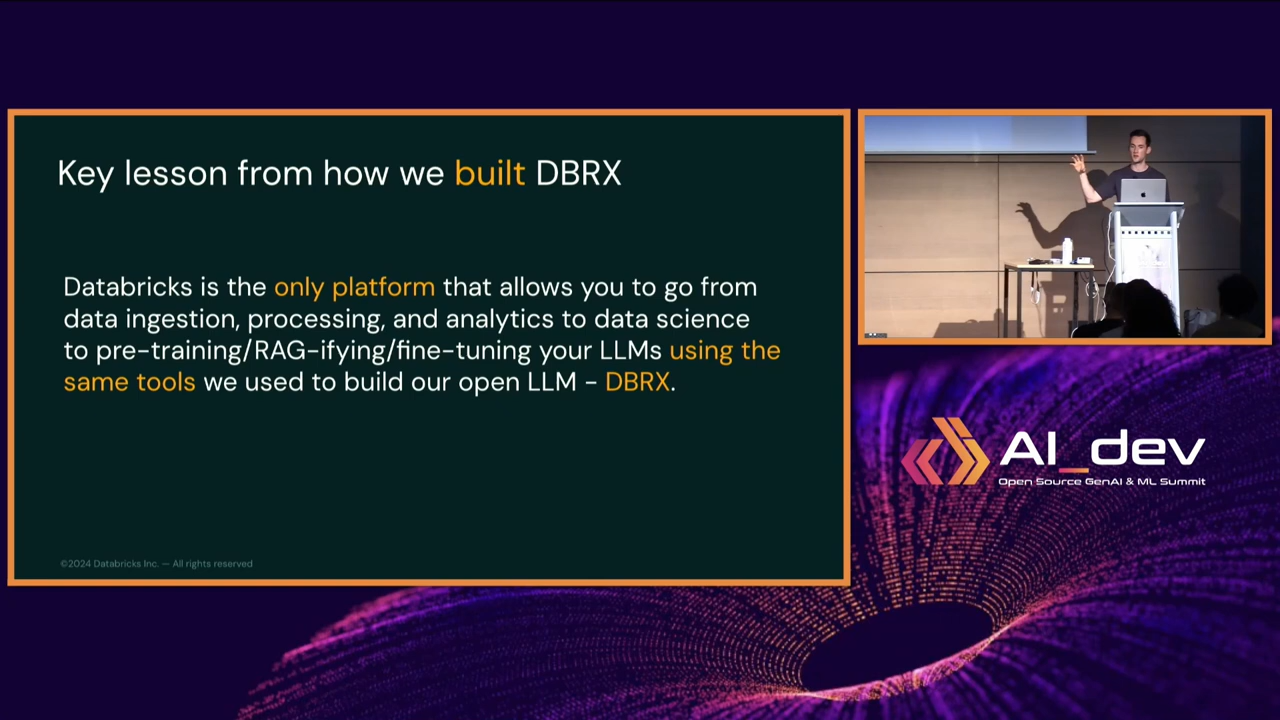 Key lesson from how we built DBRX
Databricks is the only platform that allows you to go from
data ingestion, processing, and analytics to data science
to pre-training/RAG-ifying/fine-tuning your LLMs using the
same tools we used to build our open LLM - DBRX.
©2024 Databricks Inc. — All rights reserved
AI_dev
Open Source GenAI & ML Summit